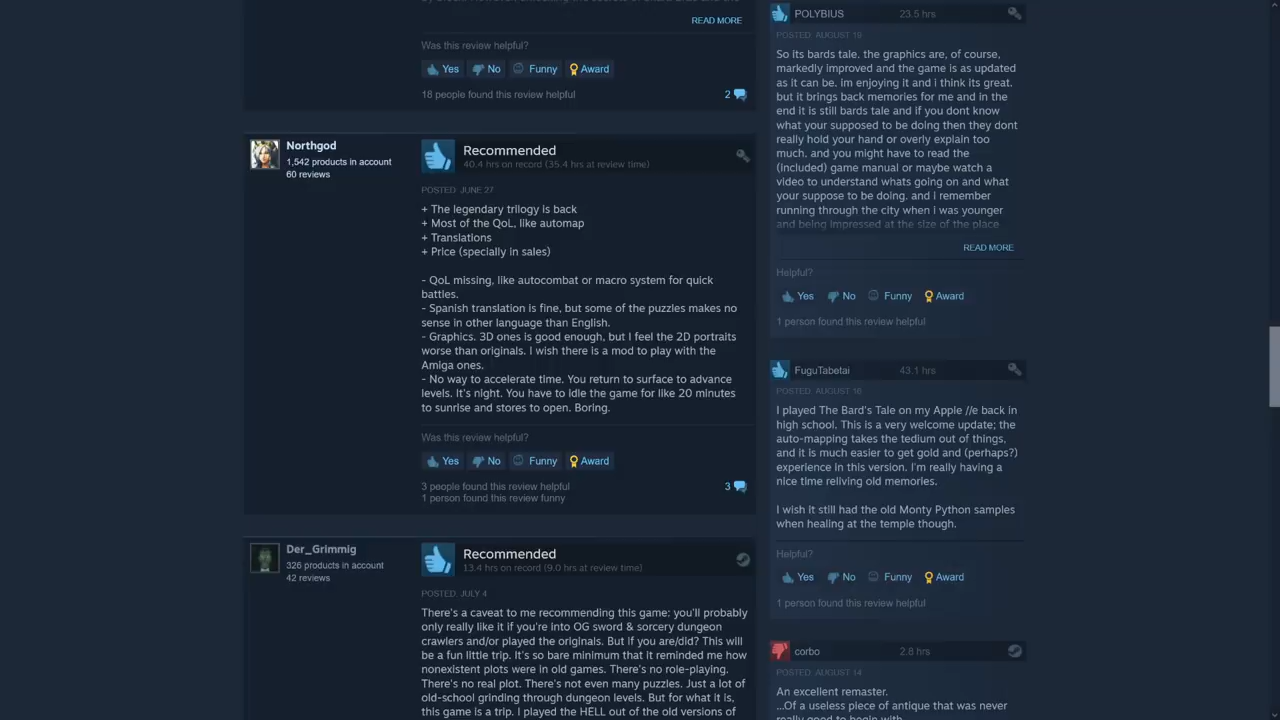 READ MORE
Was this review helpful?
Yes No Funny Award
18 people found this review helpful
2
Northgod
1,542 products in account
60 reviews
Recommended
40.4 hrs on record (35.4 hrs at review time)
POSTED: JUNE 27
+ The legendary trilogy is back
+ Most of the QoL, like automap
+ Translations
+ Price (specially in sales)
- QoL missing, like autocombat or macro system for quick
battles.
- Spanish translation is fine, but some of the puzzles makes no
sense in other language than English.
- Graphics. 3D ones is good enough, but I feel the 2D portraits
worse than originals. I wish there is a mod to play with the
Amiga ones.
- No way to accelerate time. You return to surface to advance
levels. It's night. You have to idle the game for like 20 minutes
to sunrise and stores to open. Boring.
Was this review helpful?
Yes No Funny Award
3 people found this review helpful
1 person found this review funny
3
Der_Grimmig
326 products in account
42 reviews
Recommended
13.4 hrs on record (9.0 hrs at review time)
POSTED: JULY 4
There's a caveat to me recommending this game: you'll probably
only really like it if you're into OG sword & sorcery dungeon
crawlers and/or played the originals. But if you are/did? This will
be a fun little trip. It's so bare minimum that it reminded me how
nonexistent plots were in old games. There's no role-playing.
There's no real plot. There's not even many puzzles. Just a lot of
old-school grinding through dungeon levels. But for what it is,
this game is a trip. I played the HELL out of the old versions of
POLYBIUS
23.5 hrs
POSTED: AUGUST 19
So its bards tale. the graphics are, of course,
markedly improved and the game is as updated
as it can be. im enjoying it and i think its great.
but it brings back memories for me and in the
end it is still bards tale and if you dont know
what your supposed to be doing then they dont
really hold your hand or overly explain too
much. and you might have to read the
(included) game manual or maybe watch a
video to understand whats going on and what
your suppose to be doing. and i remember
running through the city when i was younger
and being impressed at the size of the place
READ MORE
Helpful?
Yes No Funny Award
1 person found this review helpful
FuguTabetai
43.1 hrs
POSTED: AUGUST 16
I played The Bard's Tale on my Apple //e back in
high school. This is a very welcome update; the
auto-mapping takes the tedium out of things,
and it is much easier to get gold and (perhaps?)
experience in this version. I'm really having a
nice time reliving old memories.
I wish it still had the old Monty Python samples
when healing at the temple though.
Helpful?
Yes No Funny Award
1 person found this review helpful
corbo
2.8 hrs
POSTED: AUGUST 14
An excellent remaster.
...Of a useless piece of antique that was never
really good to begin with